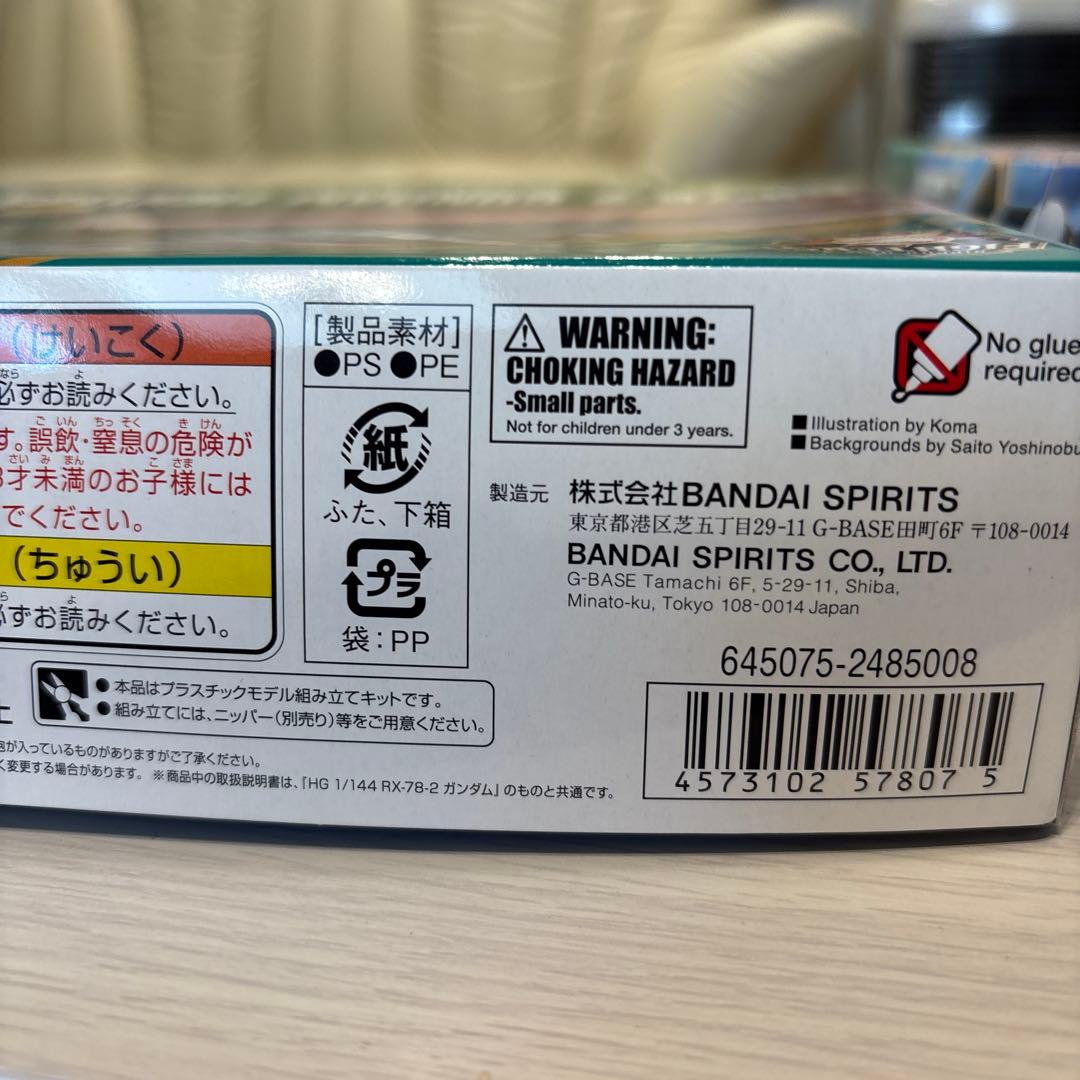 (けいこく)
必ずお読みください。
す。誤飲・窒息の危険が
3才未満のお子様には
でください。
(ちゅうい)
必ずお読みください。
[製品素材]
●PS ●PE
紙
ふた、下箱
プラ
袋:PP
WARNING:
CHOKING HAZARD
-Small parts.
Not for children under 3 years.
No glue
required
■Illustration by Koma
■Backgrounds by Saito Yoshinobu
製造元 株式会社BANDAI SPIRITS
東京都港区芝五丁目29-11 G-BASE田町6F 〒108-0014
BANDAI SPIRITS CO., LTD.
G-BASE Tamachi 6F, 5-29-11, Shiba,
Minato-ku, Tokyo 108-0014 Japan
645075-2485008
4573102 57807 5
●本品はプラスチックモデル組み立てキットです。
●組み立てには、ニッパー(別売り)等をご用意ください。
が入っているものがありますがご了承ください。
く変更する場合があります。 ※商品中の取扱説明書は、「HG 1/144 RX-78-2 ガンダム」のものと共通です。